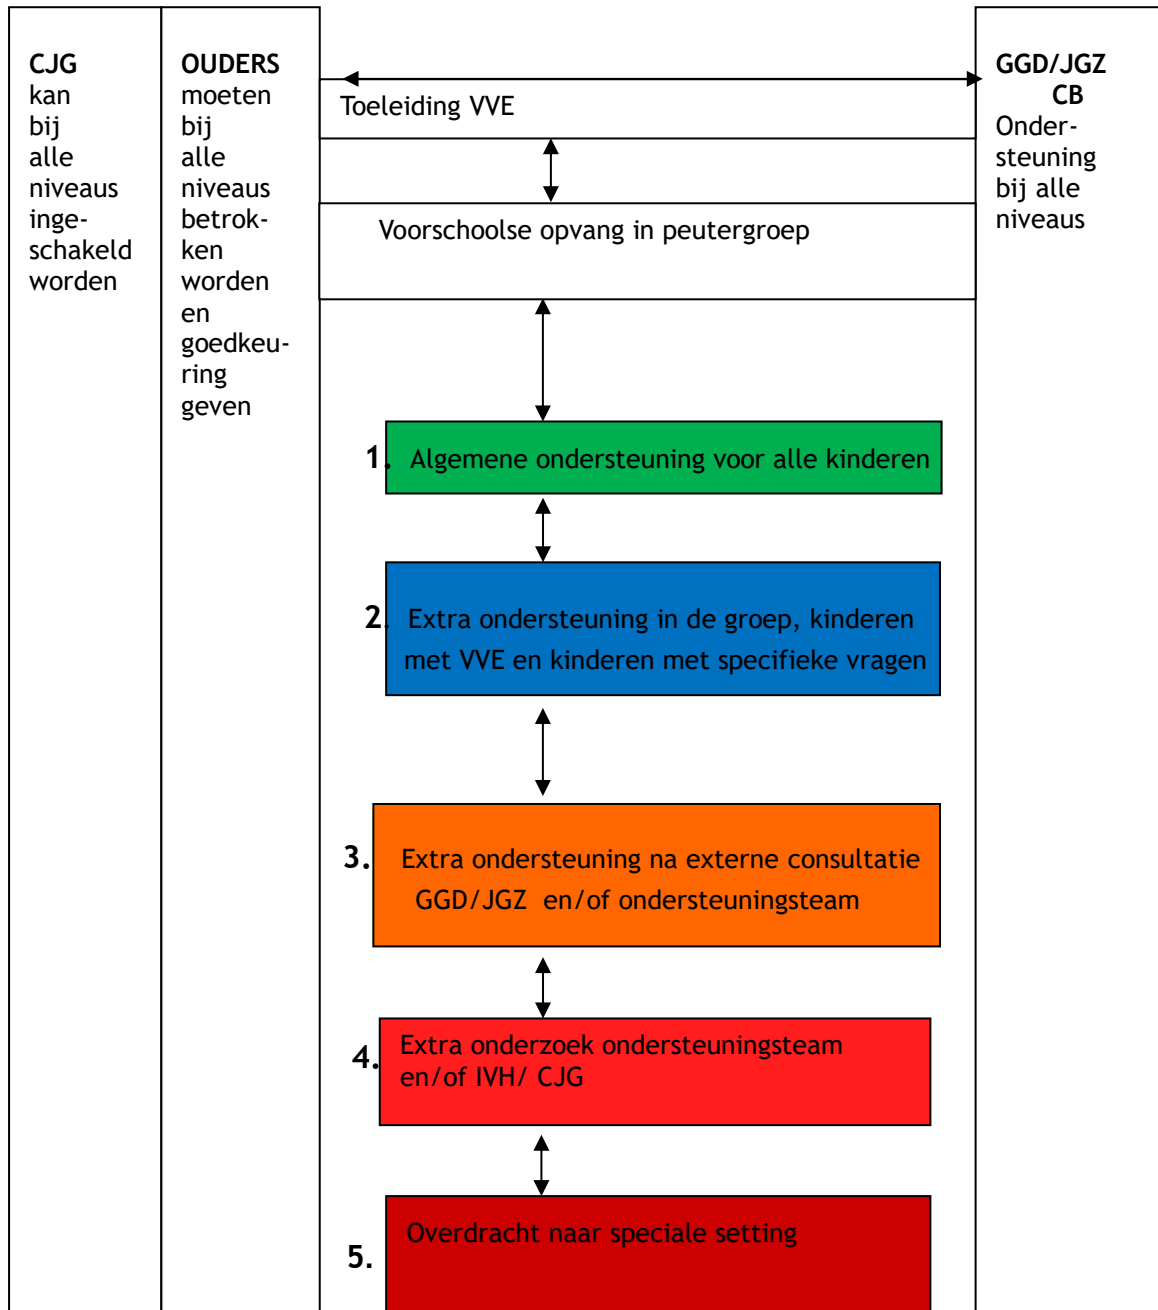 CJG
kan
bij
alle
niveaus
inge-
schakeld
worden
OUDERS
moeten
bij
alle
niveaus
betrok-
ken
worden
en
goedkeu-
ring
geven
Toeleiding VVE
Voorschoolse opvang in peutergroep
1. Algemene ondersteuning voor alle kinderen
2. Extra ondersteuning in de groep, kinderen
met VVE en kinderen met specifieke vragen
3. Extra ondersteuning na externe consultatie
GGD/JGZ en/of ondersteuningsteam
4. Extra onderzoek ondersteuningsteam
en/of IVH/ CJG
5. Overdracht naar speciale setting
GGD/JGZ
CB
Onder-
steuning
bij alle
niveaus